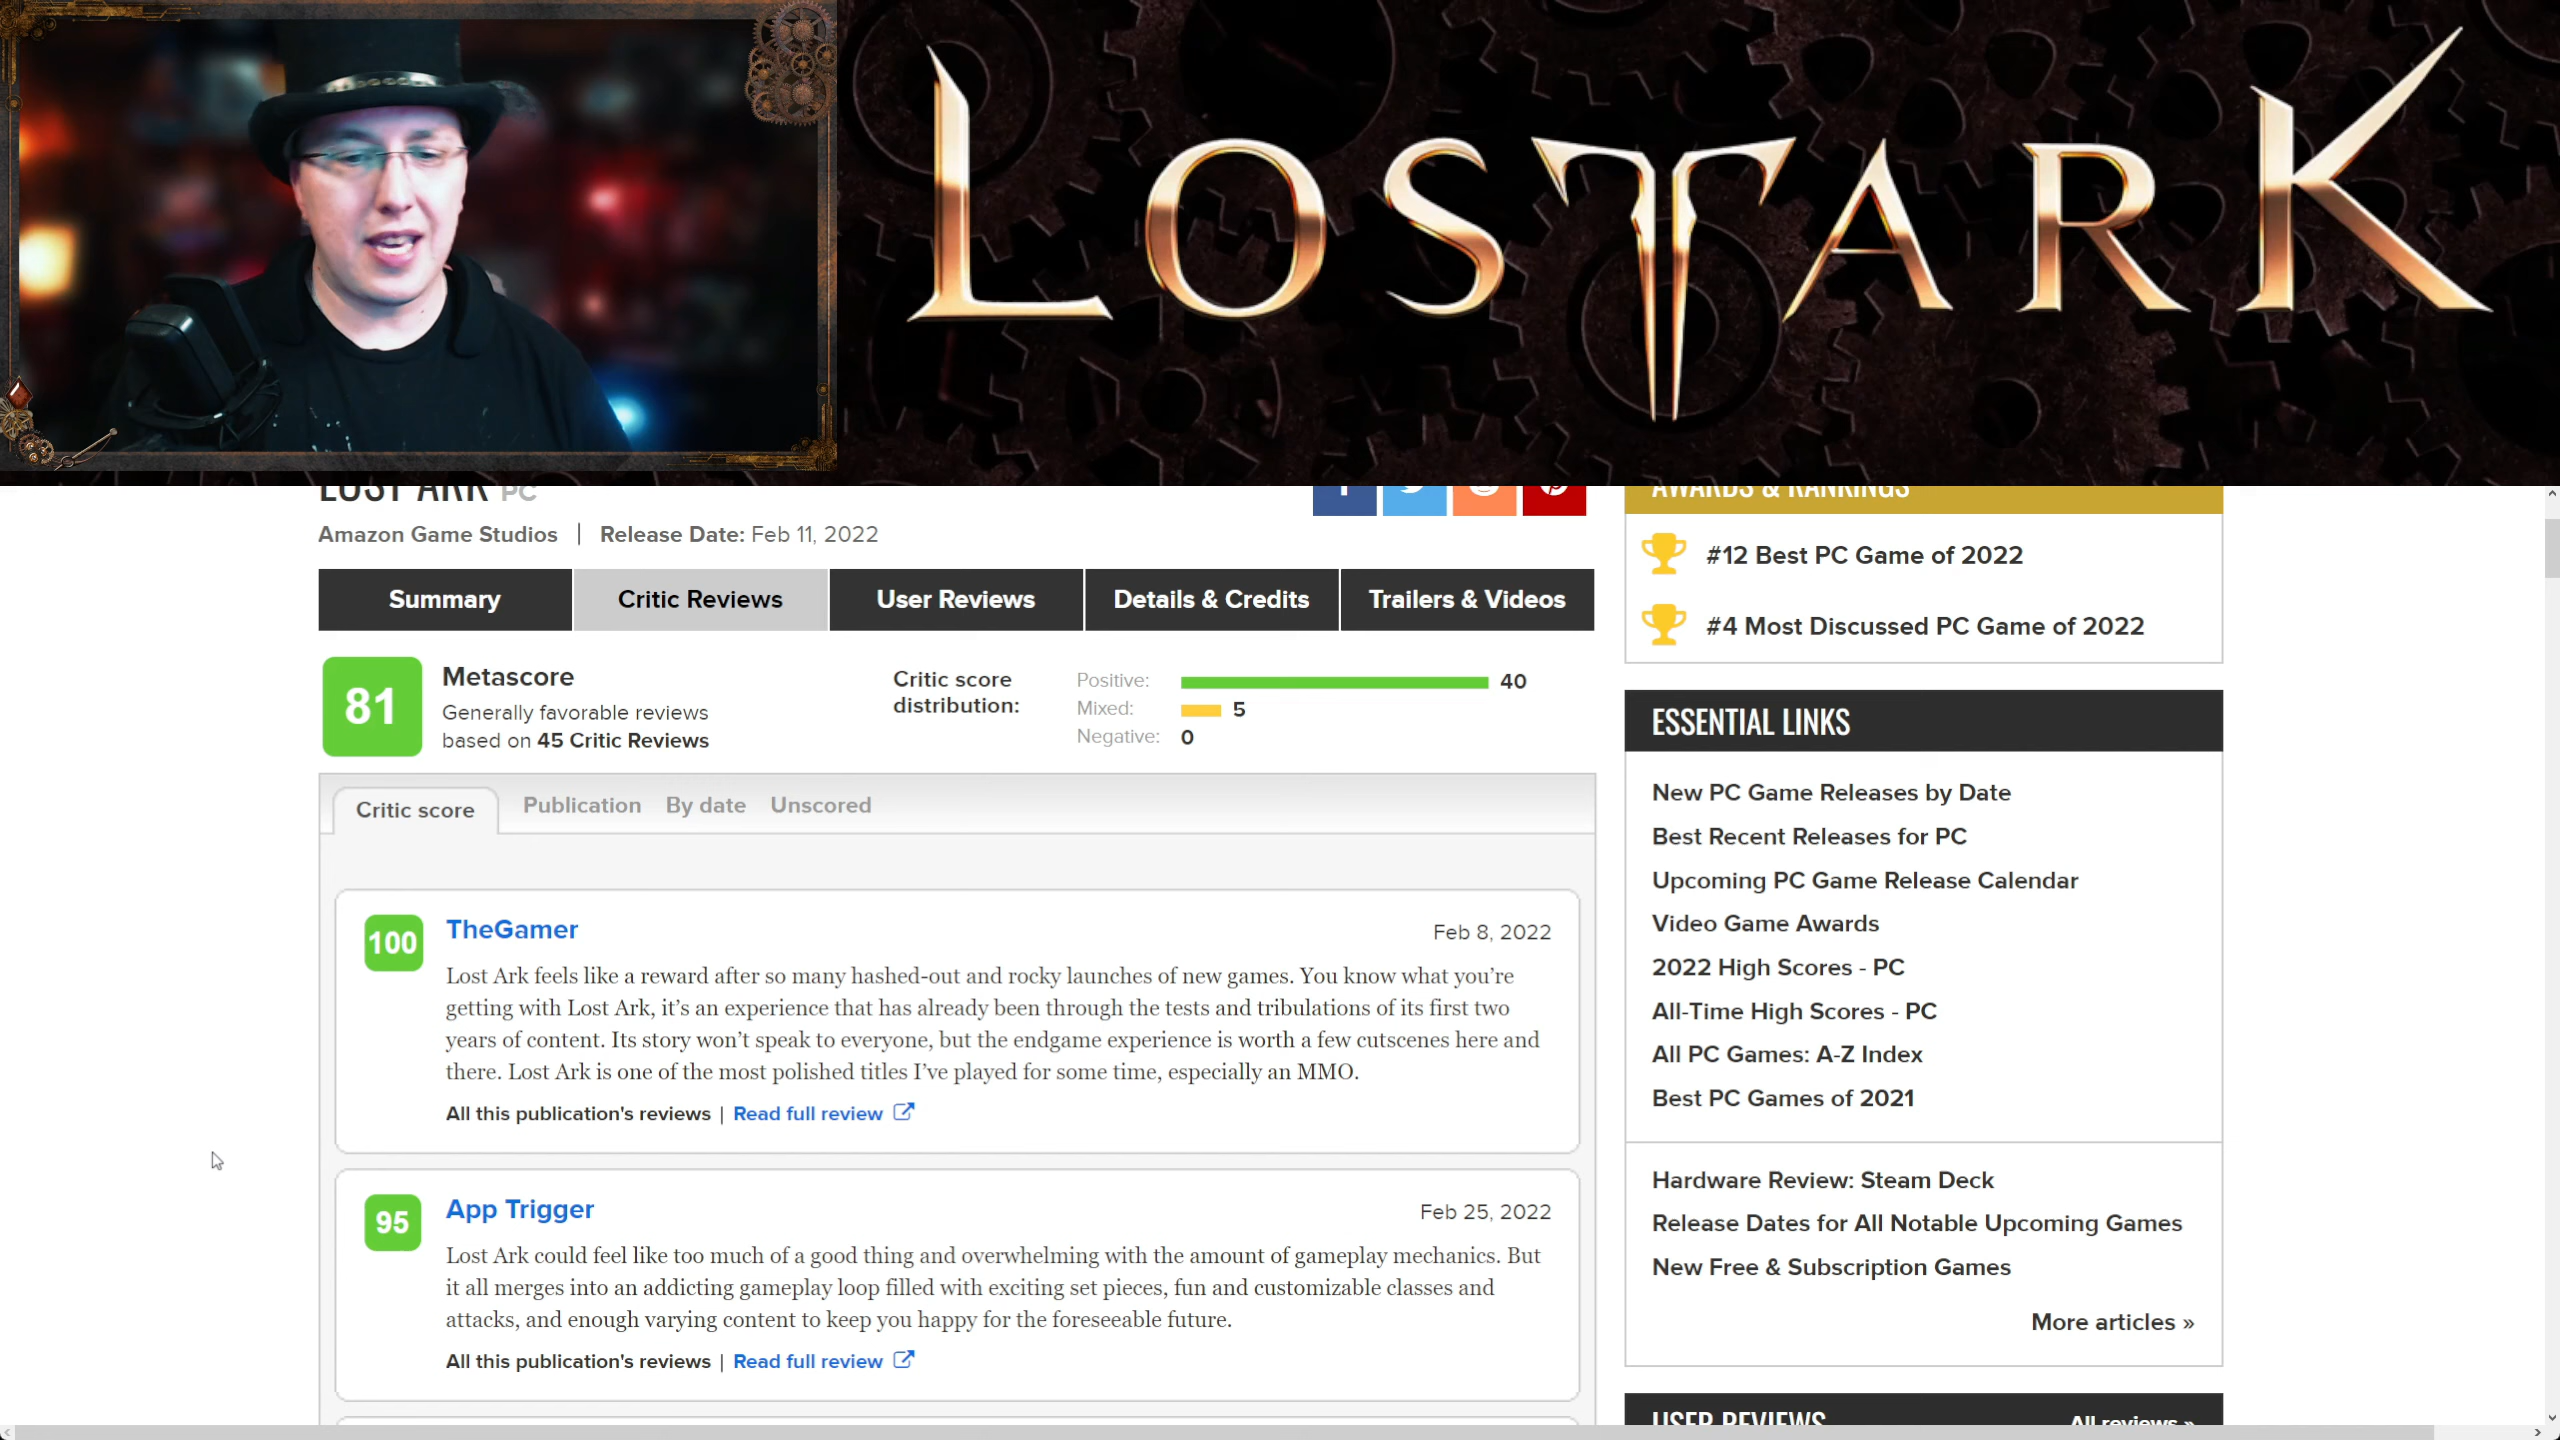 LOST ARK
LOST ARK PC
Amazon Game Studios | Release Date: Feb 11, 2022
Summary
Critic Reviews
User Reviews
Details & Credits
Trailers & Videos
81
Metascore
Generally favorable reviews
based on 45 Critic Reviews
Critic score
distribution:
Positive: 40
Mixed: 5
Negative: 0
Critic score
Publication
By date
Unscored
100
TheGamer
Feb 8, 2022
Lost Ark feels like a reward after so many hashed-out and rocky launches of new games. You know what you’re
getting with Lost Ark, it’s an experience that has already been through the tests and tribulations of its first two
years of content. Its story won’t speak to everyone, but the endgame experience is worth a few cutscenes here and
there. Lost Ark is one of the most polished titles I’ve played for some time, especially an MMO.
All this publication's reviews | Read full review
95
App Trigger
Feb 25, 2022
Lost Ark could feel like too much of a good thing and overwhelming with the amount of gameplay mechanics. But
it all merges into an addicting gameplay loop filled with exciting set pieces, fun and customizable classes and
attacks, and enough varying content to keep you happy for the foreseeable future.
All this publication's reviews | Read full review
AWARDS & RANKINGS
#12 Best PC Game of 2022
#4 Most Discussed PC Game of 2022
ESSENTIAL LINKS
New PC Game Releases by Date
Best Recent Releases for PC
Upcoming PC Game Release Calendar
Video Game Awards
2022 High Scores - PC
All-Time High Scores - PC
All PC Games: A-Z Index
Best PC Games of 2021
Hardware Review: Steam Deck
Release Dates for All Notable Upcoming Games
New Free & Subscription Games
More articles »
USER REVIEWS
All reviews »